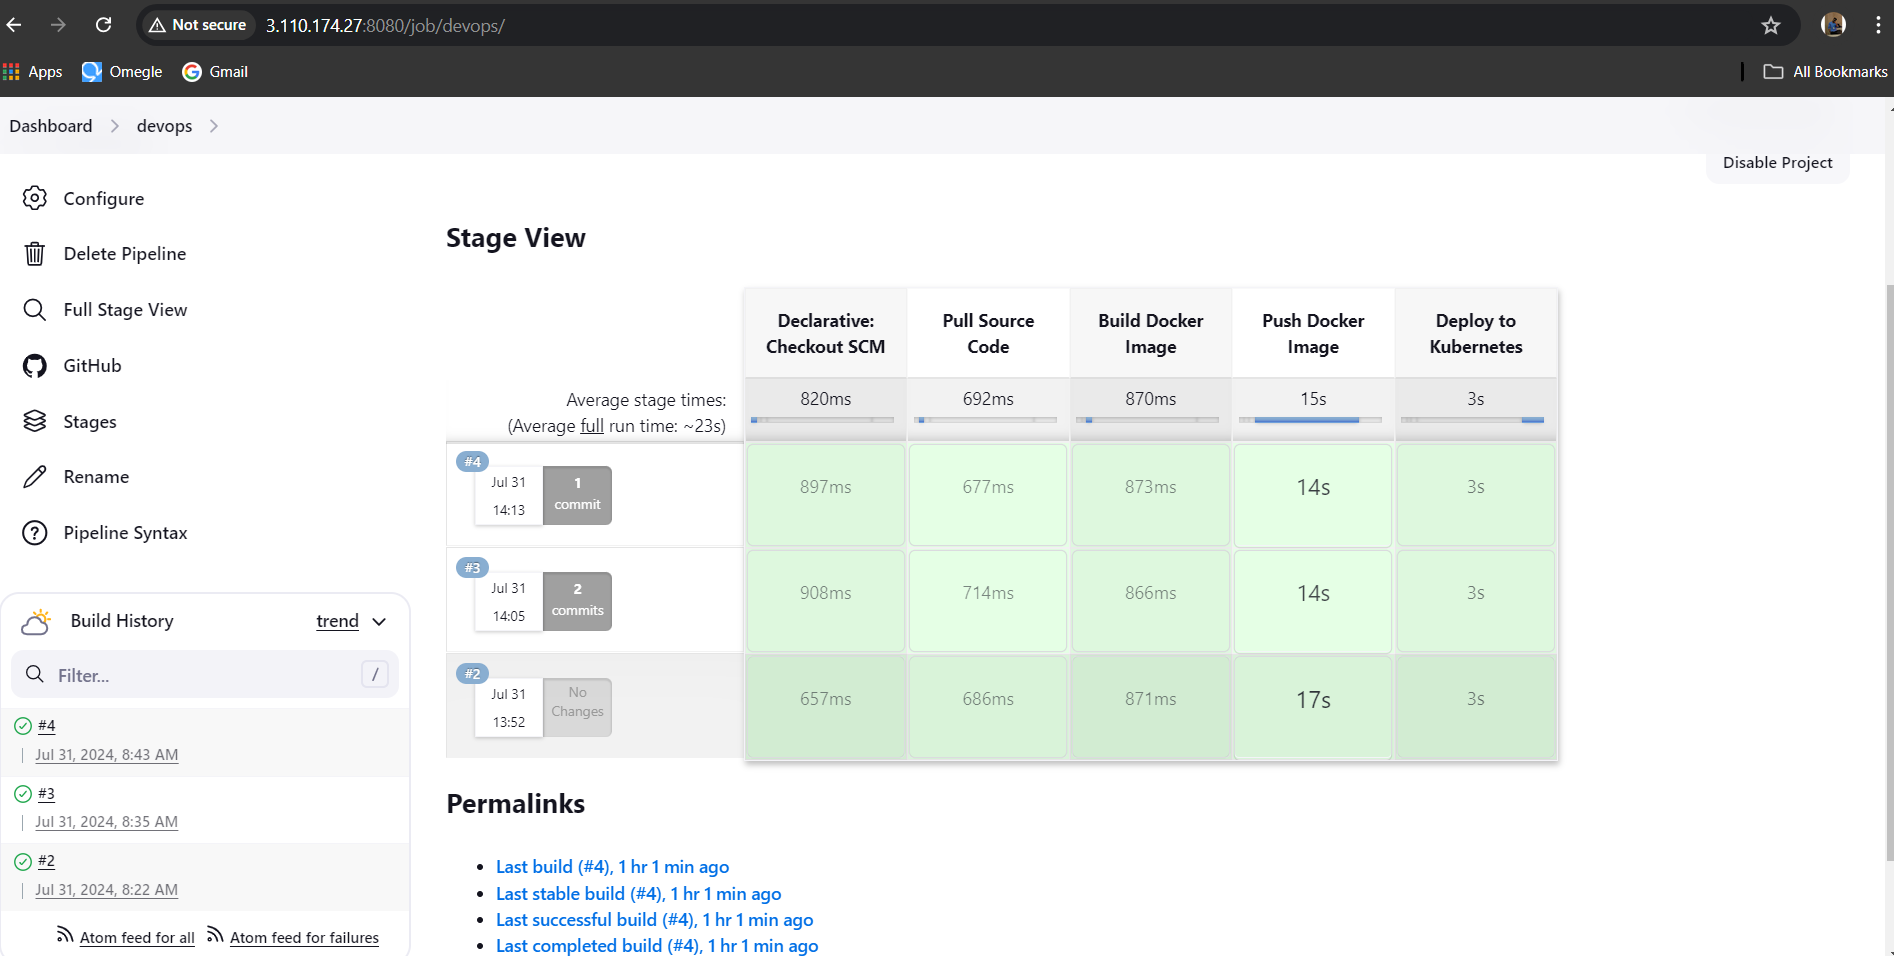 Not secure
3.110.174.27:8080/job/devops/
Apps
Omegle
Gmail
All Bookmarks
Dashboard
devops
Disable Project
Configure
Delete Pipeline
Full Stage View
GitHub
Stages
Rename
Pipeline Syntax
Build History
trend
Filter...
/
#4
Jul 31, 2024, 8:43 AM
#3
Jul 31, 2024, 8:35 AM
#2
Jul 31, 2024, 8:22 AM
Atom feed for all
Atom feed for failures
Stage View
Declarative:
Checkout SCM
Pull Source
Code
Build Docker
Image
Push Docker
Image
Deploy to
Kubernetes
Average stage times:
(Average full run time: ~23s)
820ms
692ms
870ms
15s
3s
#4
Jul 31
14:13
1
commit
897ms
677ms
873ms
14s
3s
#3
Jul 31
14:05
2
commits
908ms
714ms
866ms
14s
3s
#2
Jul 31
13:52
No
Changes
657ms
686ms
871ms
17s
3s
Permalinks
Last build (#4), 1 hr 1 min ago
Last stable build (#4), 1 hr 1 min ago
Last successful build (#4), 1 hr 1 min ago
Last completed build (#4), 1 hr 1 min ago